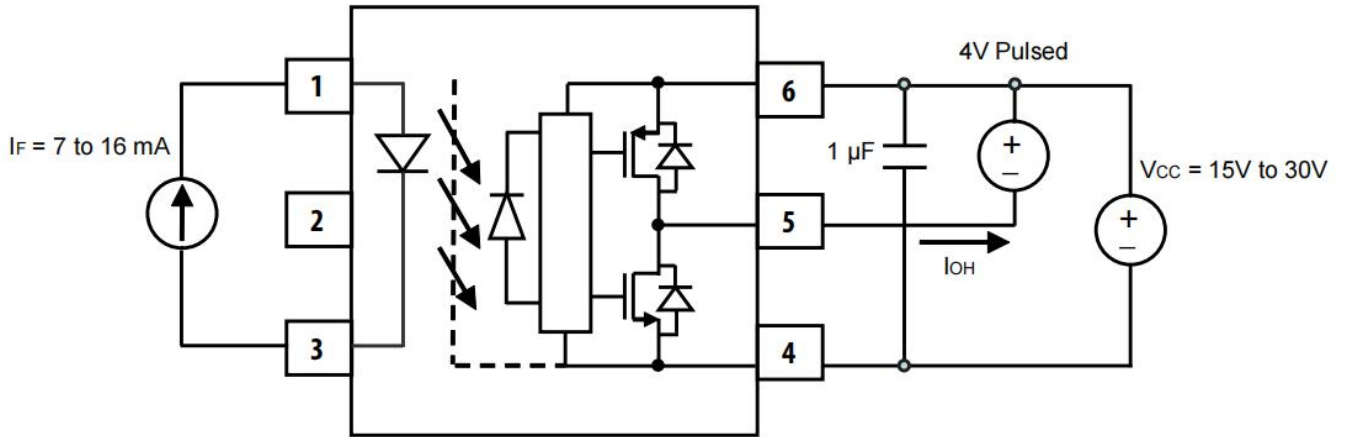 4V Pulsed
1
6
IF = 7 to 16 mA
1 µF
+
–
VCC = 15V to 30V
2
5
+
–
IOH
3
4